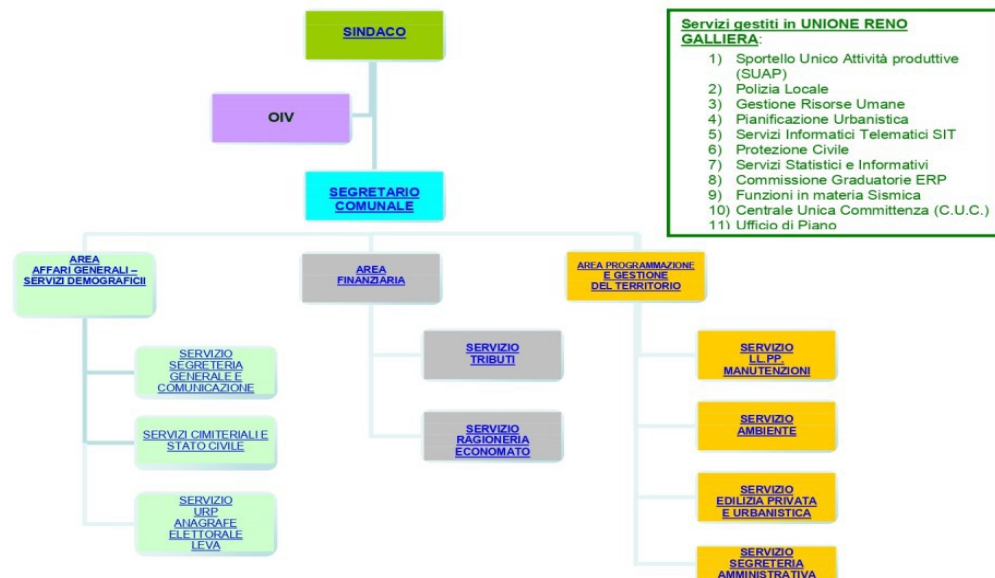 SINDACO
OIV
SEGRETARIO
COMUNALE
Servizi gestiti in UNIONE RENO
GALLIERA:
1) Sportello Unico Attività produttive
(SUAP)
2) Polizia Locale
3) Gestione Risorse Umane
4) Pianificazione Urbanistica
5) Servizi Informatici Telematici SIT
6) Protezione Civile
7) Servizi Statistici e Informativi
8) Commissione Graduatorie ERP
9) Funzioni in materia Sismica
10) Centrale Unica Committenza (C.U.C.)
11) Ufficio di Piano
AREA
AFFARI GENERALI –
SERVIZI DEMOGRAFICII
SERVIZIO
SEGRETERIA
GENERALE E
COMUNICAZIONE
SERVIZI CIMITERIALI E
STATO CIVILE
SERVIZIO
URP
ANAGRAFE
ELETTORALE
LEVA
AREA
FINANZIARIA
SERVIZIO
TRIBUTI
SERVIZIO
RAGIONERIA
ECONOMATO
AREA PROGRAMMAZIONE
E GESTIONE
DEL TERRITORIO
SERVIZIO
LL.PP.
MANUTENZIONI
SERVIZIO
AMBIENTE
SERVIZIO
EDILIZIA PRIVATA
E URBANISTICA
SERVIZIO
SEGRETERIA
AMMINISTRATIVA